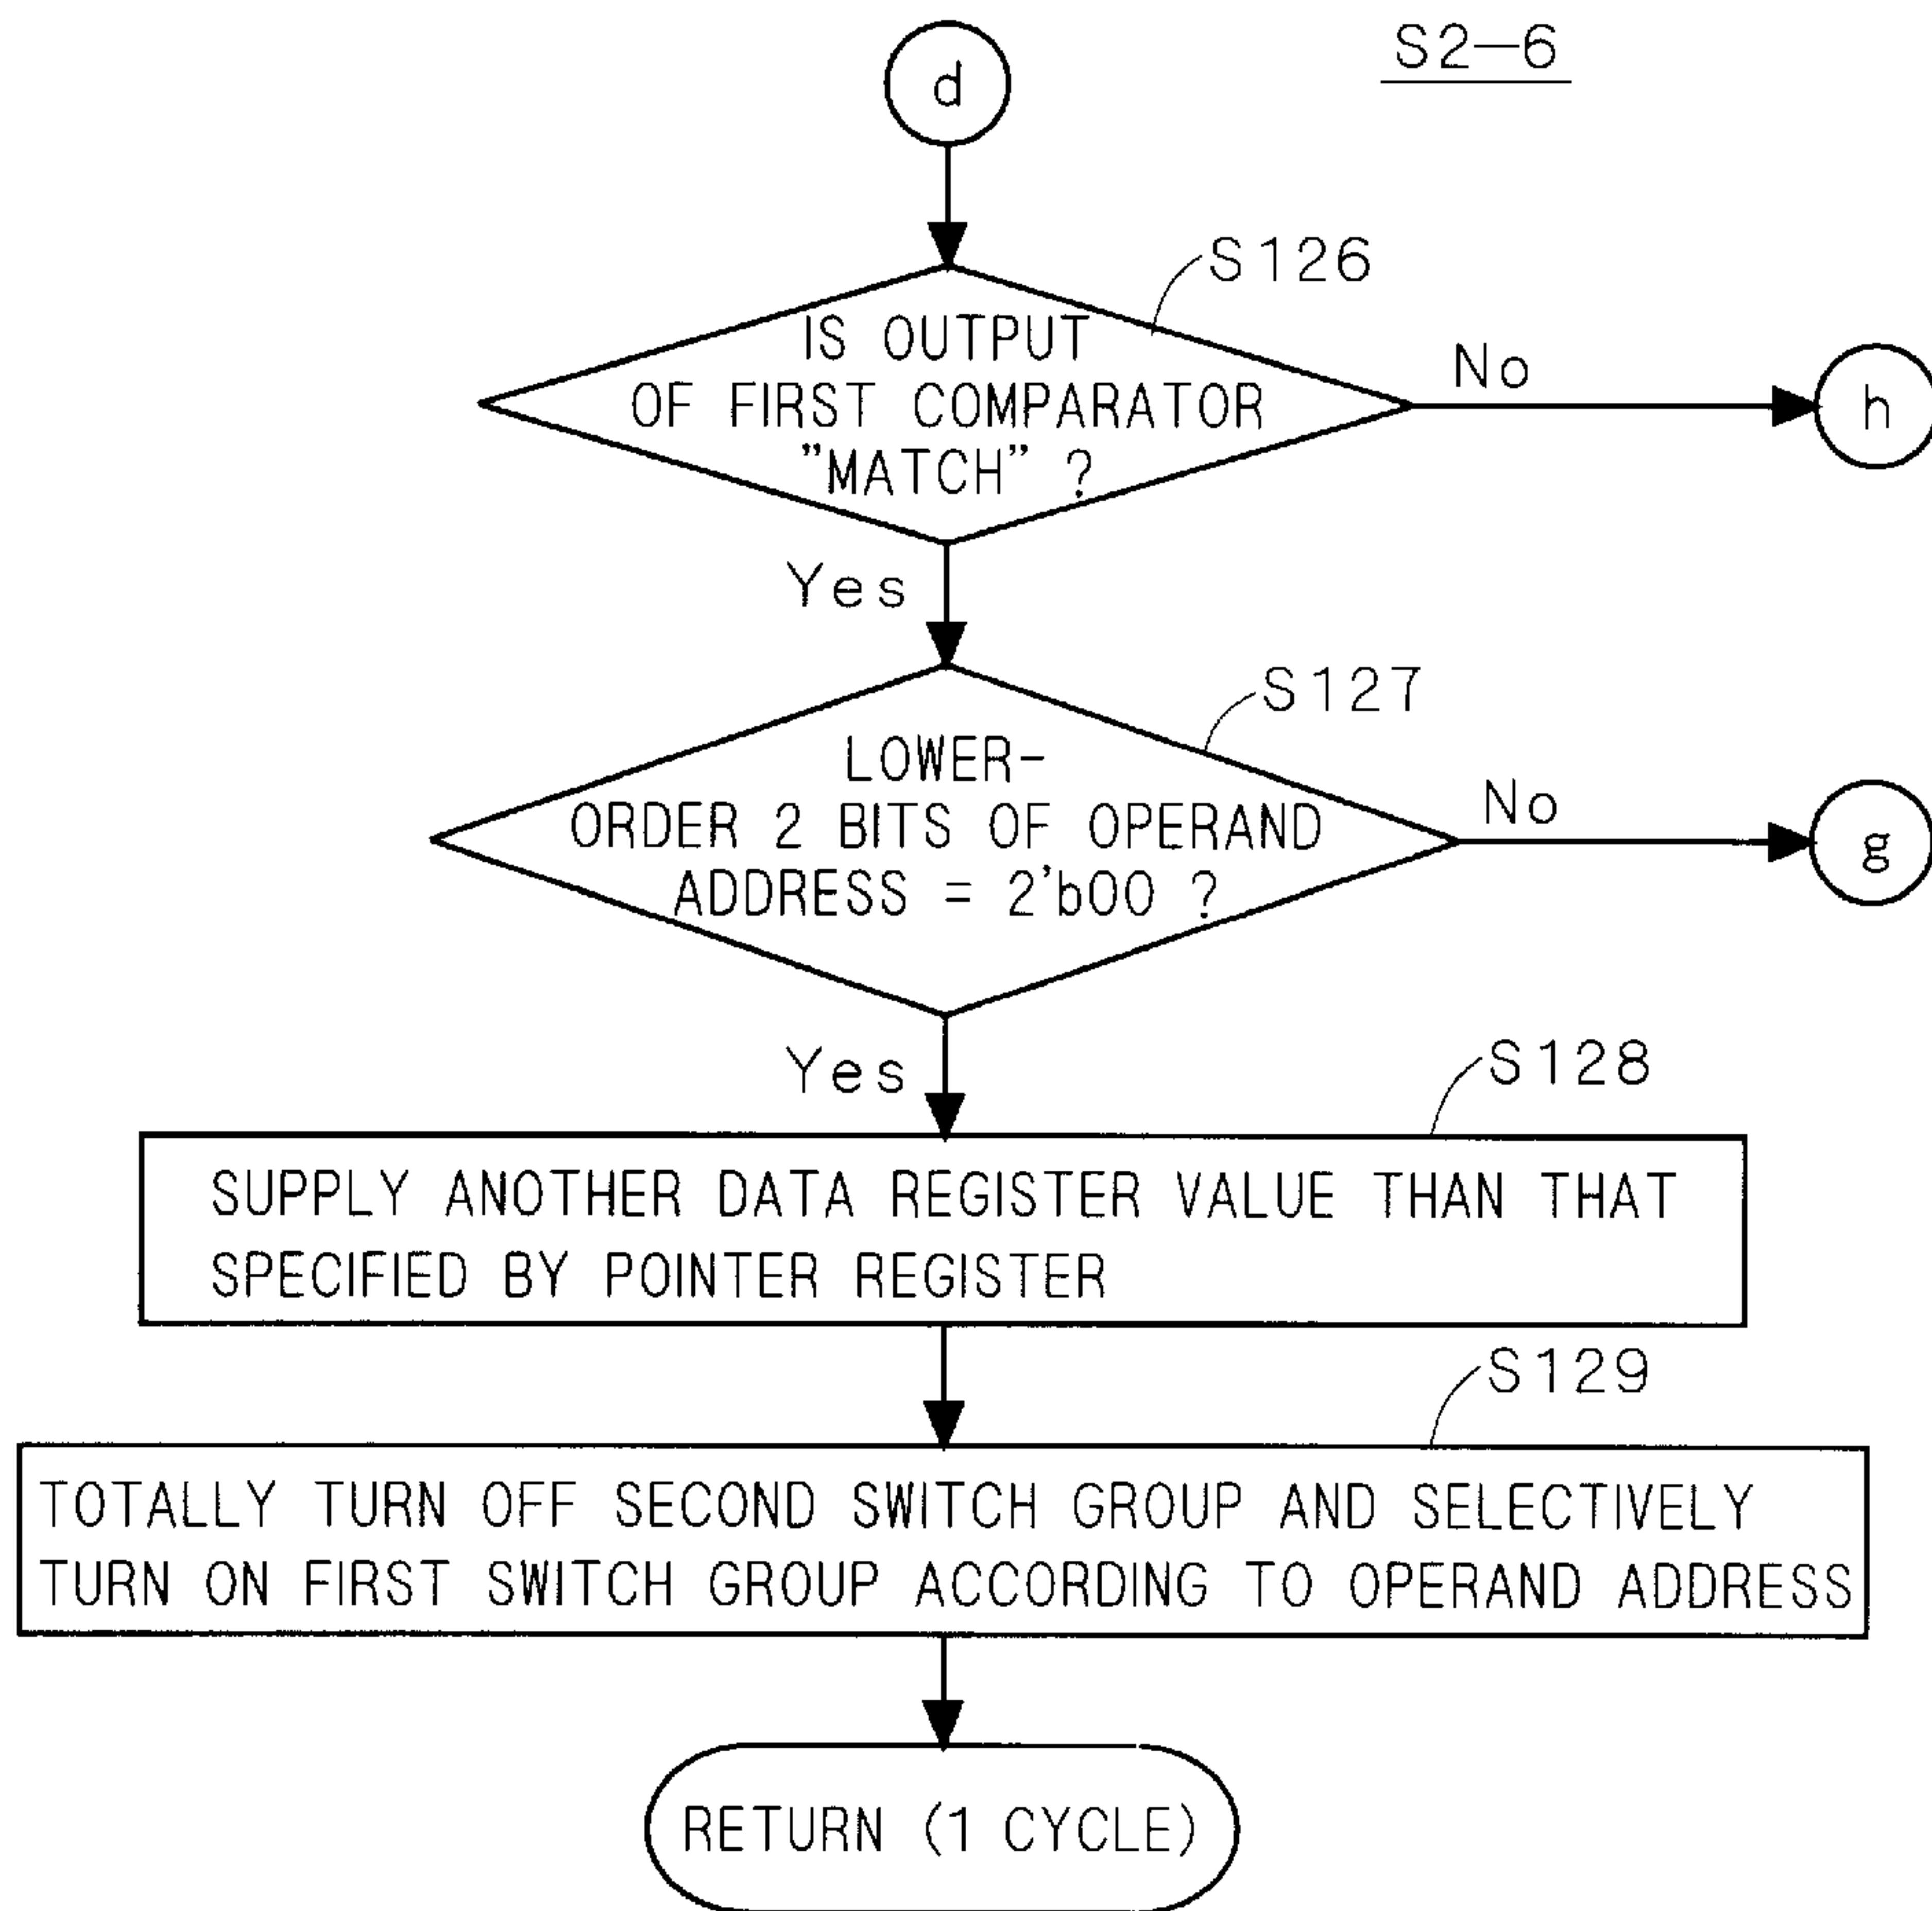 S2-6
d
S126
IS OUTPUT
OF FIRST COMPARATOR
"MATCH" ?
No
h
Yes
S127
LOWER-
ORDER 2 BITS OF OPERAND
ADDRESS = 2'b00 ?
No
g
Yes
S128
SUPPLY ANOTHER DATA REGISTER VALUE THAN THAT
SPECIFIED BY POINTER REGISTER
S129
TOTALLY TURN OFF SECOND SWITCH GROUP AND SELECTIVELY
TURN ON FIRST SWITCH GROUP ACCORDING TO OPERAND ADDRESS
RETURN (1 CYCLE)